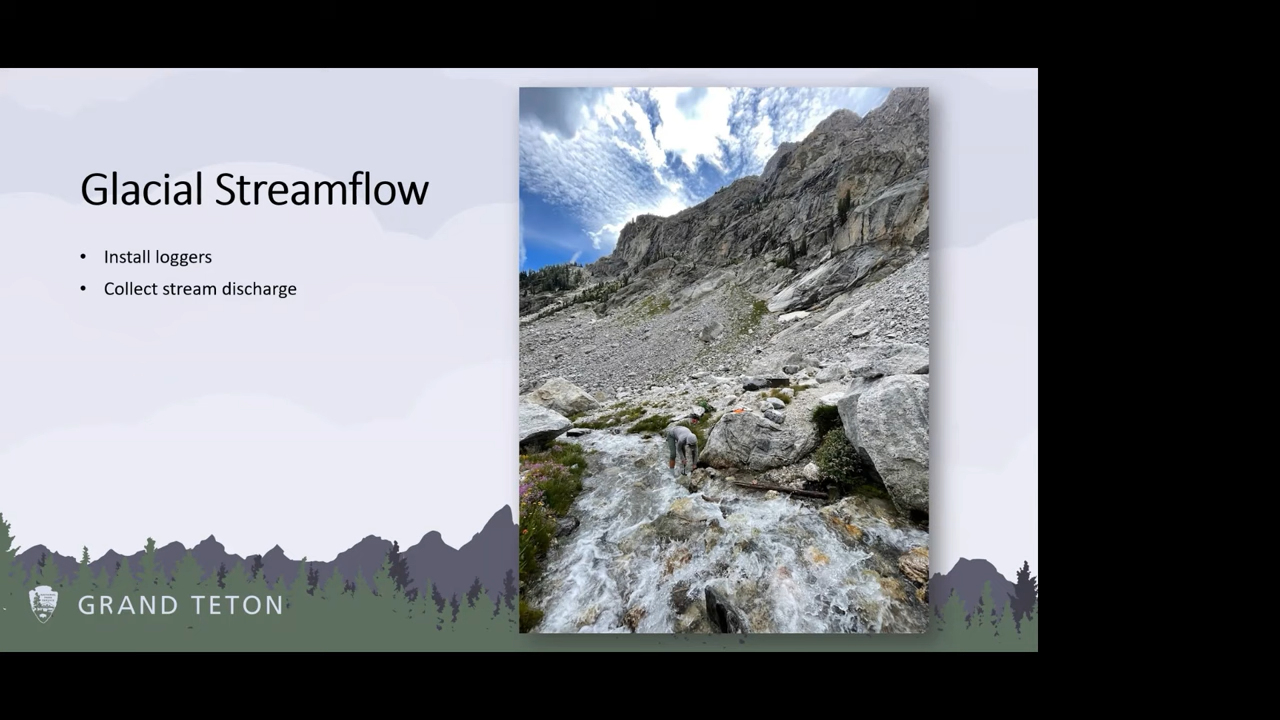 Glacial Streamflow
• Install loggers
• Collect stream discharge
GRAND TETON